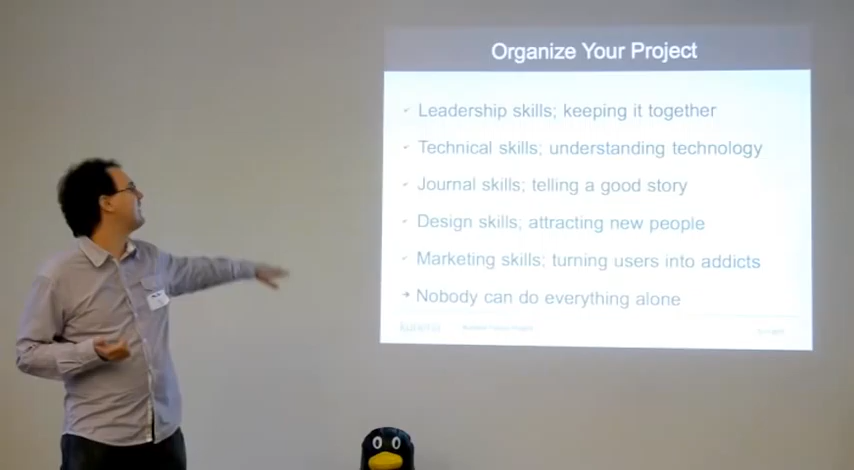 Organize Your Project
Leadership skills; keeping it together
Technical skills; understanding technology
Journal skills; telling a good story
Design skills; attracting new people
Marketing skills; turning users into addicts
Nobody can do everything alone